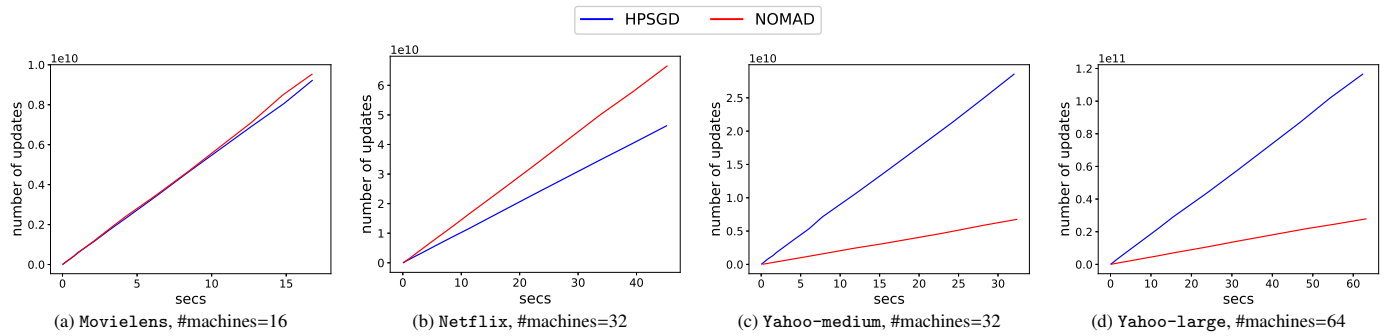 HPSGD NOMAD
1e10
number of updates
1.0
0.8
0.6
0.4
0.2
0.0
0 5 10 15
secs
(a) Movielens, #machines=16
1e10
number of updates
6
5
4
3
2
1
0
0 10 20 30 40
secs
(b) Netflix, #machines=32
1e10
number of updates
2.5
2.0
1.5
1.0
0.5
0.0
0 5 10 15 20 25 30
secs
(c) Yahoo-medium, #machines=32
1e11
number of updates
1.2
1.0
0.8
0.6
0.4
0.2
0.0
0 10 20 30 40 50 60
secs
(d) Yahoo-large, #machines=64